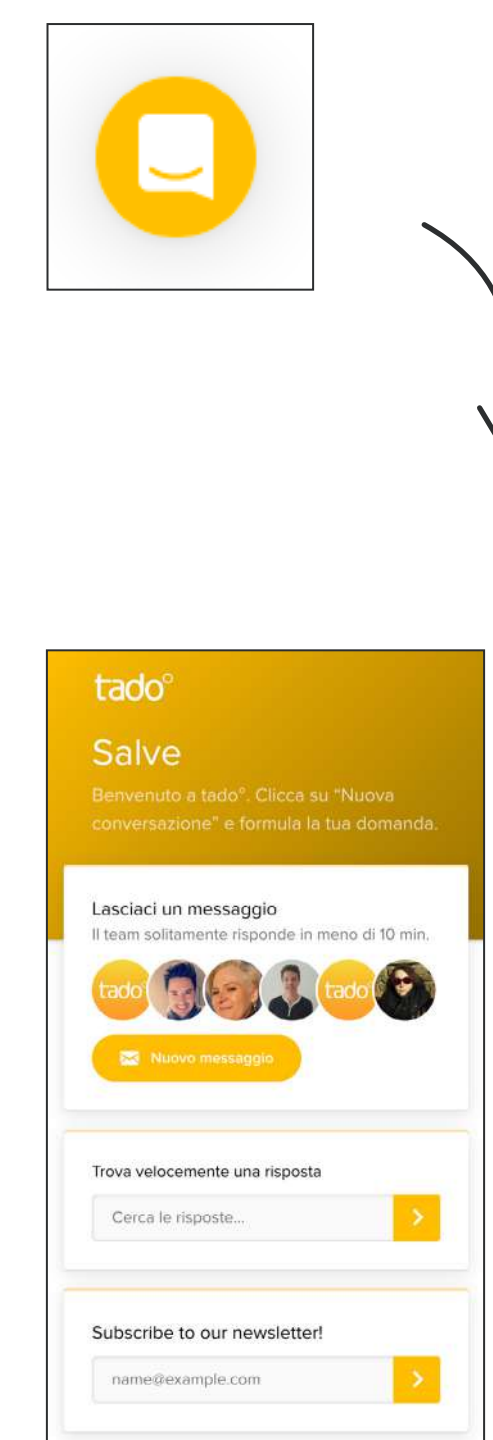 tado°
Salve
Benvenuto a tado°. Clicca su “Nuova
conversazione” e formula la tua domanda.
Lasciaci un messaggio
Il team solitamente risponde in meno di 10 min.
tado°
tado°
Nuovo messaggio
Trova velocemente una risposta
Cerca le risposte...
Subscribe to our newsletter!
name@example.com